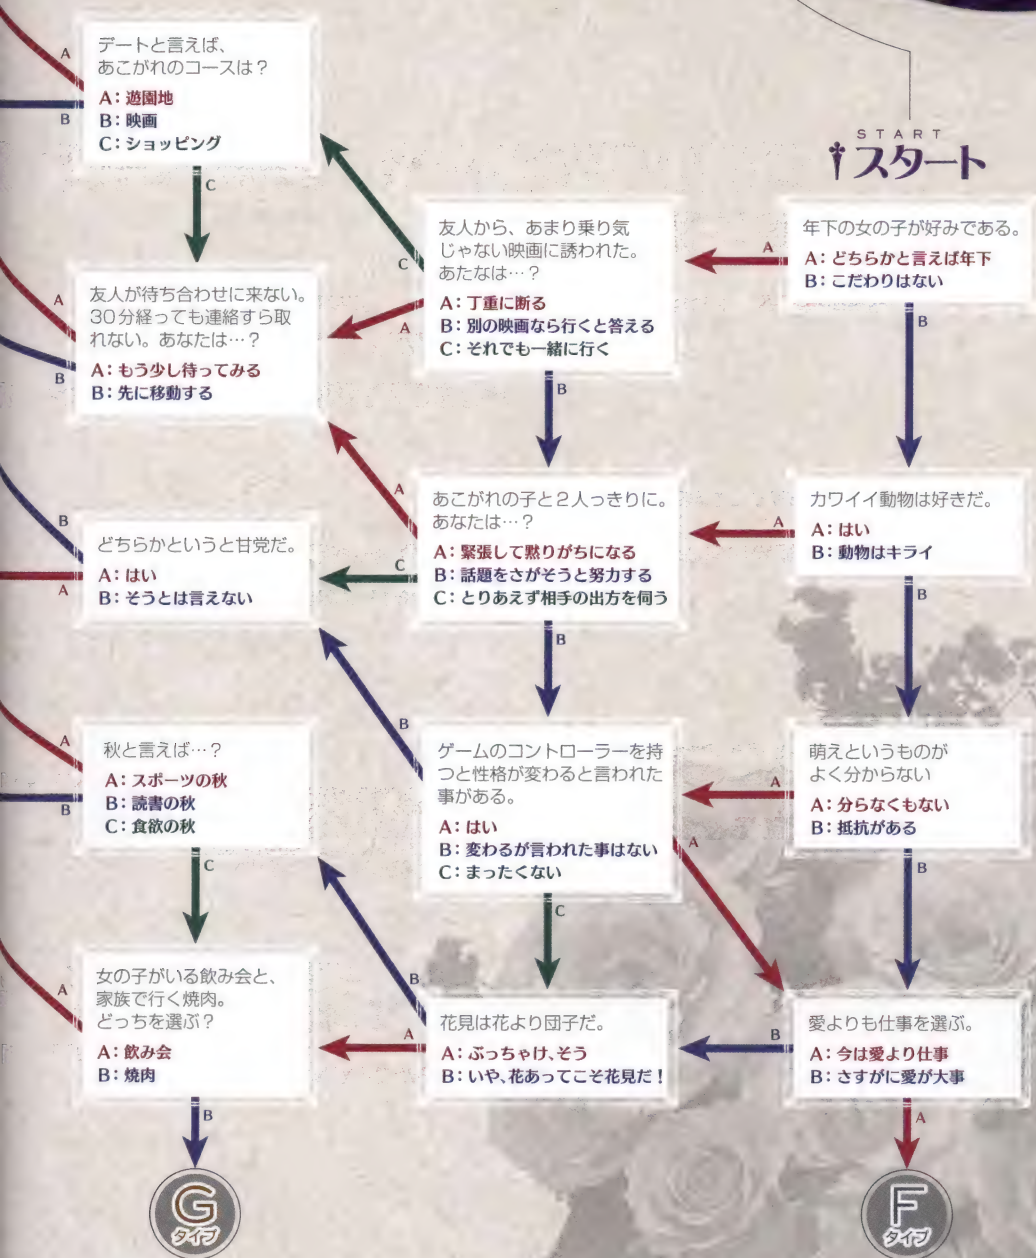 START
スタート
年下の女の子が好みである。
A：どちらかと言えば年下
B：こだわりはない
A
B
カワイイ動物は好きだ。
A：はい
B：動物はキライ
A
B
萌えというものが
よく分からない
A：分らなくもない
B：抵抗がある
A
B
愛よりも仕事を選ぶ。
A：今は愛より仕事
B：さすがに愛が大事
B
A
F
タイプ
友人から、あまり乗り気
じゃない映画に誘われた。
あたなは…？
A：丁重に断る
B：別の映画なら行くと答える
C：それでも一緒に行く
C
A
B
あこがれの子と2人っきりに。
あなたは…？
A：緊張して黙りがちになる
B：話題をさがそうと努力する
C：とりあえず相手の出方を伺う
A
C
B
ゲームのコントローラーを持
つと性格が変わると言われた
事がある。
A：はい
B：変わるが言われた事はない
C：まったくない
B
A
C
花見は花より団子だ。
A：ぶっちゃけ、そう
B：いや、花あってこそ花見だ！
B
A
デートと言えば、
あこがれのコースは？
A：遊園地
B：映画
C：ショッピング
A
B
C
友人が待ち合わせに来ない。
30分経っても連絡すら取
れない。あなたは…？
A：もう少し待ってみる
B：先に移動する
A
B
どちらかというと甘党だ。
A：はい
B：そうとは言えない
B
A
秋と言えば…？
A：スポーツの秋
B：読書の秋
C：食欲の秋
A
B
C
女の子がいる飲み会と、
家族で行く焼肉。
どっちを選ぶ？
A：飲み会
B：焼肉
A
B
G
タイプ